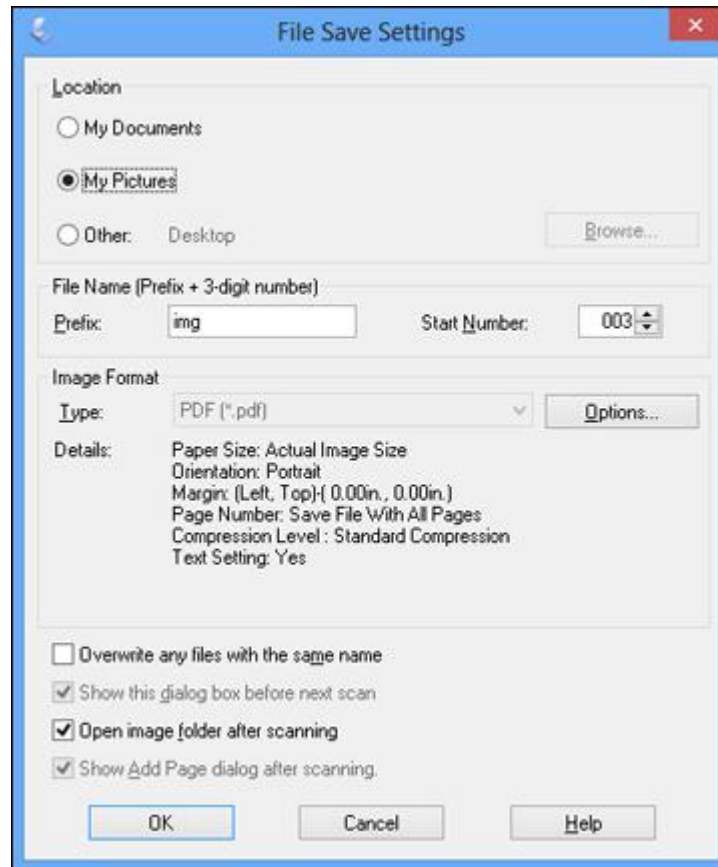 File Save Settings
Location
My Documents
My Pictures
Other: Desktop Browse...
File Name (Prefix + 3-digit number)
Prefix: img Start Number: 003
Image Format
Type: PDF (*.pdf) Options...
Details: Paper Size: Actual Image Size
Orientation: Portrait
Margin: (Left, Top)-( 0.00in., 0.00in.)
Page Number: Save File With All Pages
Compression Level : Standard Compression
Text Setting: Yes
Overwrite any files with the same name
Show this dialog box before next scan
Open image folder after scanning
Show Add Page dialog after scanning.
OK Cancel Help